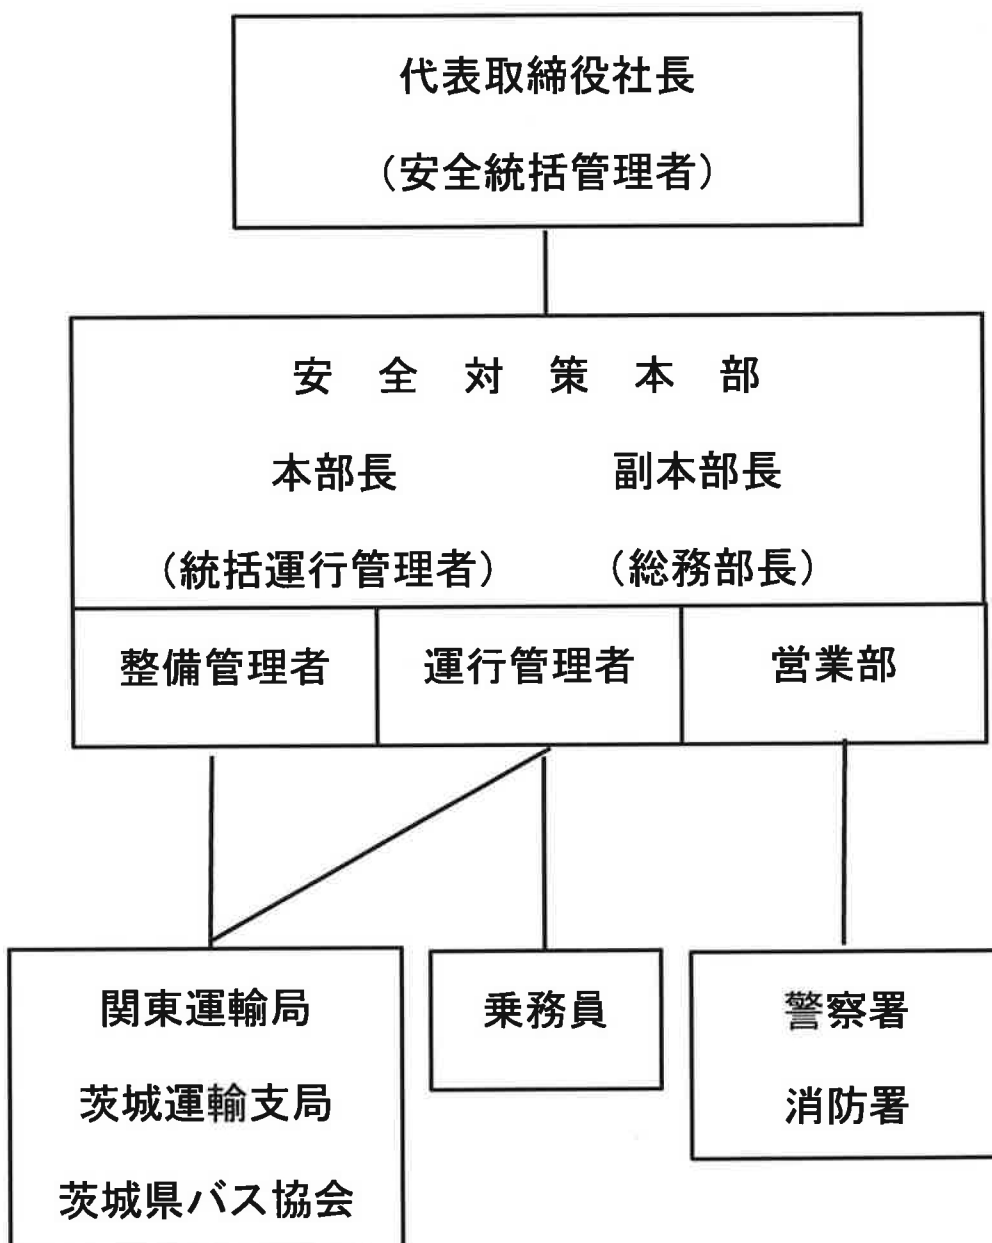 代表取締役社長
（安全統括管理者）
安 全 対 策 本 部
本部長 副本部長
（統括運行管理者） （総務部長）
整備管理者 運行管理者 営業部
関東運輸局
茨城運輸支局
茨城県バス協会
乗務員
警察署
消防署